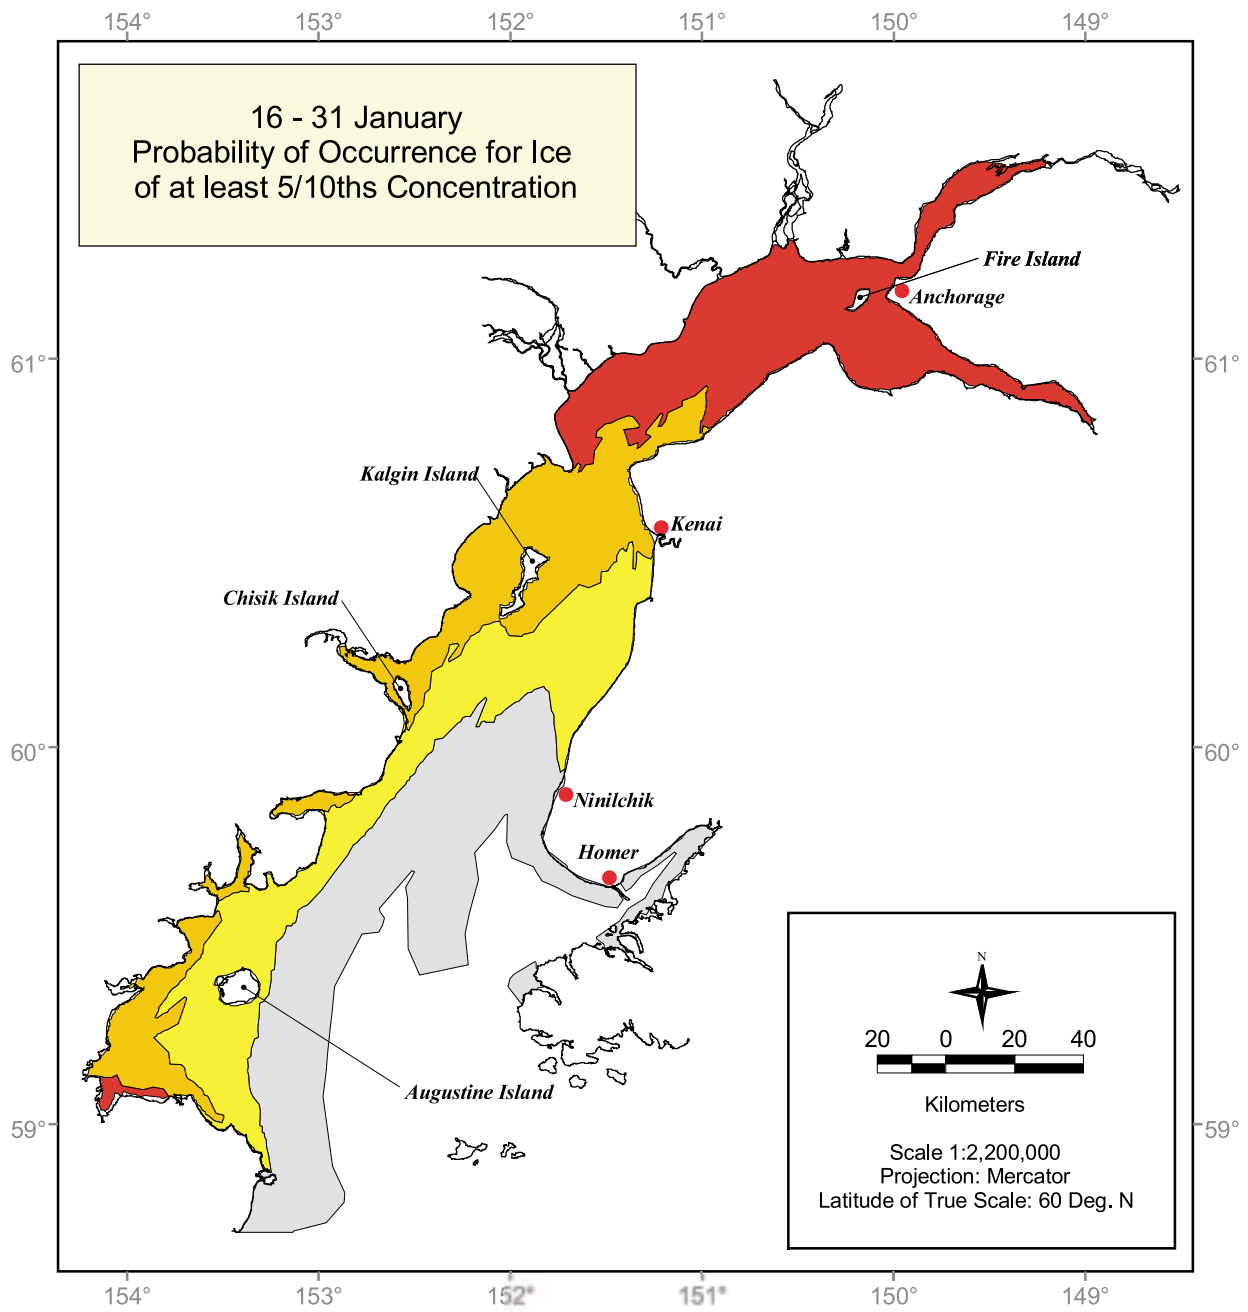 154° 153° 152° 151° 150° 149°
16 - 31 January
Probability of Occurrence for Ice
of at least 5/10ths Concentration
Fire Island
Anchorage
61° 61°
Kalgin Island
Kenai
Chisik Island
60° 60°
Ninilchik
Homer
N
20 0 20 40
Kilometers
Augustine Island
59° 59°
Scale 1:2,200,000
Projection: Mercator
Latitude of True Scale: 60 Deg. N
154° 153° 152° 151° 150° 149°